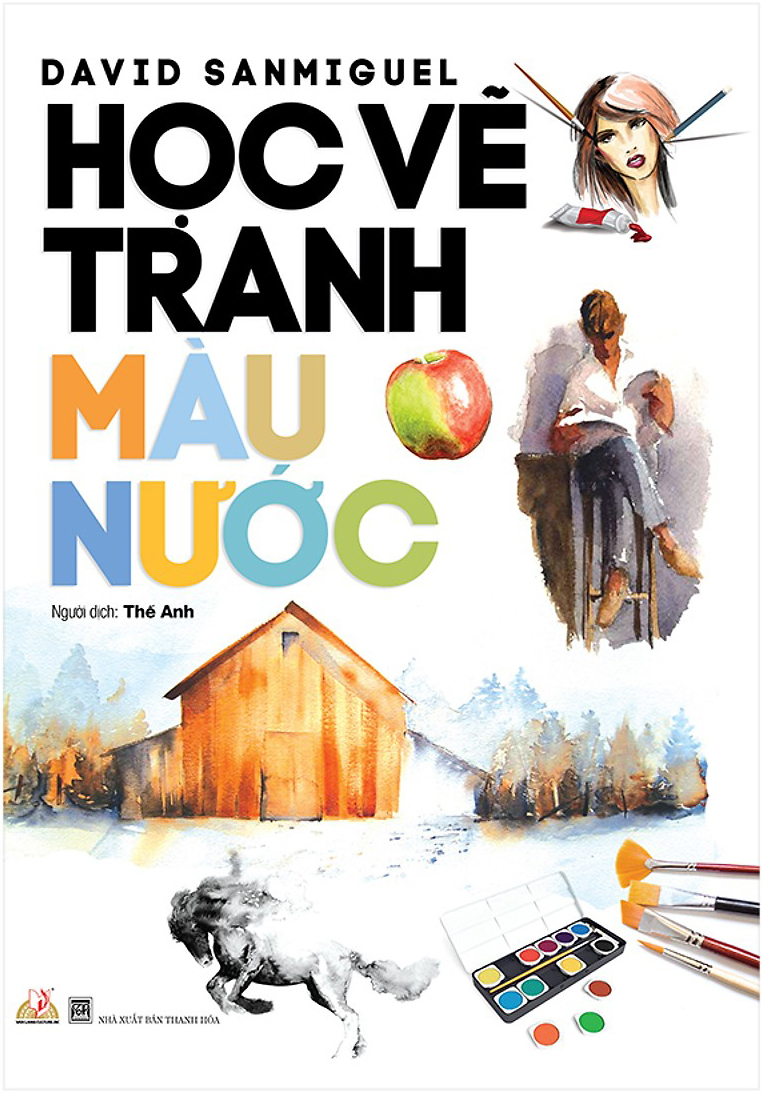 DAVID SANMIGUEL
HỌC VẼ
TRANH
MÀU
NƯỚC
Người dịch: Thế Anh
NHÀ XUẤT BẢN THANH HÓA